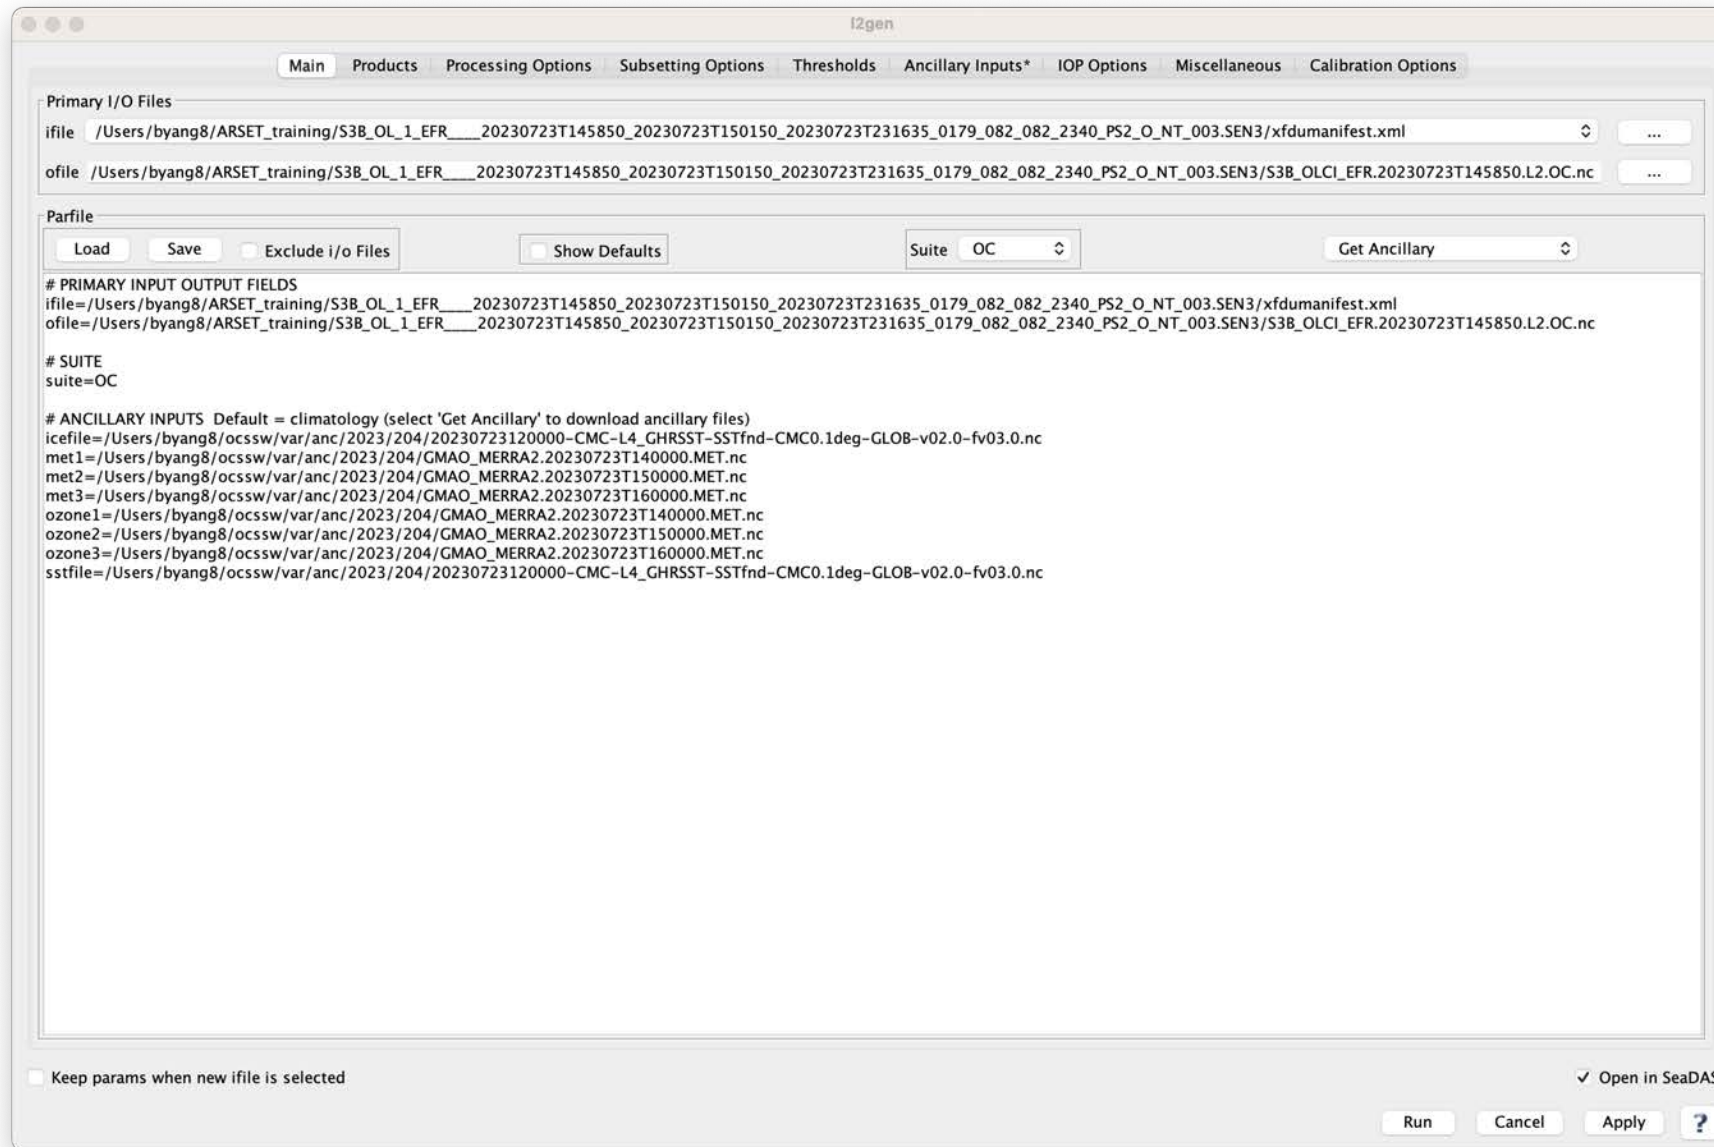 l2gen
Main Products Processing Options Subsetting Options Thresholds Ancillary Inputs* IOP Options Miscellaneous Calibration Options
Primary I/O Files
ifile /Users/byang8/ARSET_training/S3B_OL_1_EFR____20230723T145850_20230723T150150_20230723T231635_0179_082_082_2340_PS2_O_NT_003.SEN3/xfdumanifest.xml ...
ofile /Users/byang8/ARSET_training/S3B_OL_1_EFR____20230723T145850_20230723T150150_20230723T231635_0179_082_082_2340_PS2_O_NT_003.SEN3/S3B_OLCI_EFR.20230723T145850.L2.OC.nc ...
Parfile
Load Save Exclude i/o Files Show Defaults Suite OC Get Ancillary
# PRIMARY INPUT OUTPUT FIELDS
ifile=/Users/byang8/ARSET_training/S3B_OL_1_EFR____20230723T145850_20230723T150150_20230723T231635_0179_082_082_2340_PS2_O_NT_003.SEN3/xfdumanifest.xml
ofile=/Users/byang8/ARSET_training/S3B_OL_1_EFR____20230723T145850_20230723T150150_20230723T231635_0179_082_082_2340_PS2_O_NT_003.SEN3/S3B_OLCI_EFR.20230723T145850.L2.OC.nc
# SUITE
suite=OC
# ANCILLARY INPUTS Default = climatology (select 'Get Ancillary' to download ancillary files)
icefile=/Users/byang8/ocssw/var/anc/2023/204/20230723120000-CMC-L4_GHRSST-SSTfnd-CMC0.1deg-GLOB-v02.0-fv03.0.nc
met1=/Users/byang8/ocssw/var/anc/2023/204/GMAO_MERRA2.20230723T140000.MET.nc
met2=/Users/byang8/ocssw/var/anc/2023/204/GMAO_MERRA2.20230723T150000.MET.nc
met3=/Users/byang8/ocssw/var/anc/2023/204/GMAO_MERRA2.20230723T160000.MET.nc
ozone1=/Users/byang8/ocssw/var/anc/2023/204/GMAO_MERRA2.20230723T140000.MET.nc
ozone2=/Users/byang8/ocssw/var/anc/2023/204/GMAO_MERRA2.20230723T150000.MET.nc
ozone3=/Users/byang8/ocssw/var/anc/2023/204/GMAO_MERRA2.20230723T160000.MET.nc
sstfile=/Users/byang8/ocssw/var/anc/2023/204/20230723120000-CMC-L4_GHRSST-SSTfnd-CMC0.1deg-GLOB-v02.0-fv03.0.nc
Keep params when new ifile is selected Open in SeaDAS
Run Cancel Apply ?